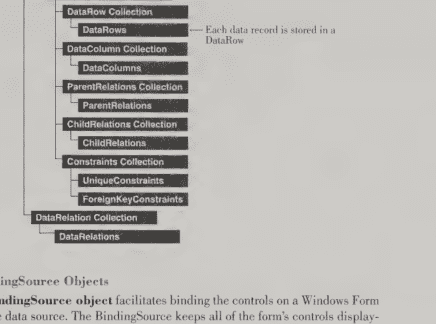 DataRow Collection
DataRows
Each data record is stored in a
DataRow
DataColumn Collection
DataColumns
ParentRelations Collection
ParentRelations
ChildRelations Collection
ChildRelations
Constraints Collection
UniqueConstraints
ForeignKeyConstraints
DataRelation Collection
DataRelations
ingSource Objects
ndingSource object facilitates binding the controls on a Windows Form
e data source. The BindingSource keeps all of the form's controls display-